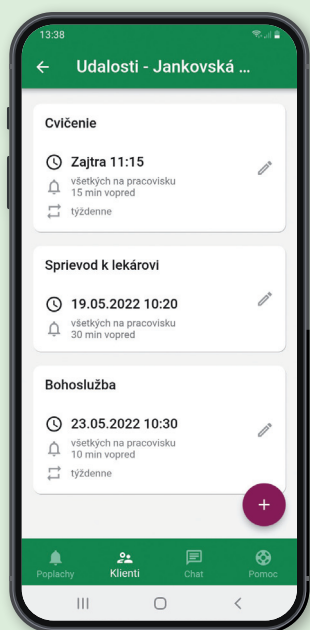 13:38
Udalosti - Jankovská ...
Cvičenie
Zajtra 11:15
všetkých na pracovisku
15 min vopred
týždenne
Sprievod k lekárovi
19.05.2022 10:20
všetkých na pracovisku
30 min vopred
Bohoslužba
23.05.2022 10:30
všetkých na pracovisku
10 min vopred
týždenne
Poplachy
Klienti
Chat
Pomoc